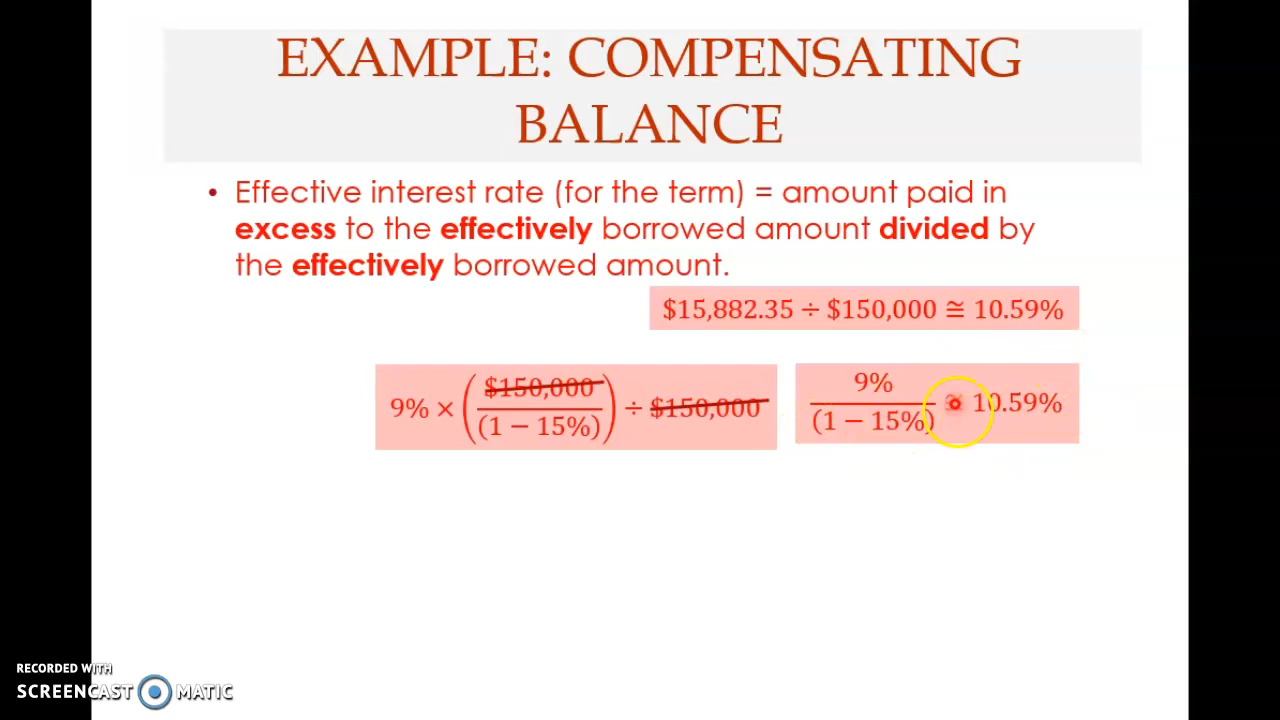 EXAMPLE: COMPENSATING
BALANCE
• Effective interest rate (for the term) = amount paid in
excess to the effectively borrowed amount divided by
the effectively borrowed amount.
$15,882.35 ÷ $150,000 ≅ 10.59%
9% × ($150,000 / (1 − 15%)) ÷ $150,000
9% / (1 − 15%) ≅ 10.59%
RECORDED WITH
SCREENCAST MATIC